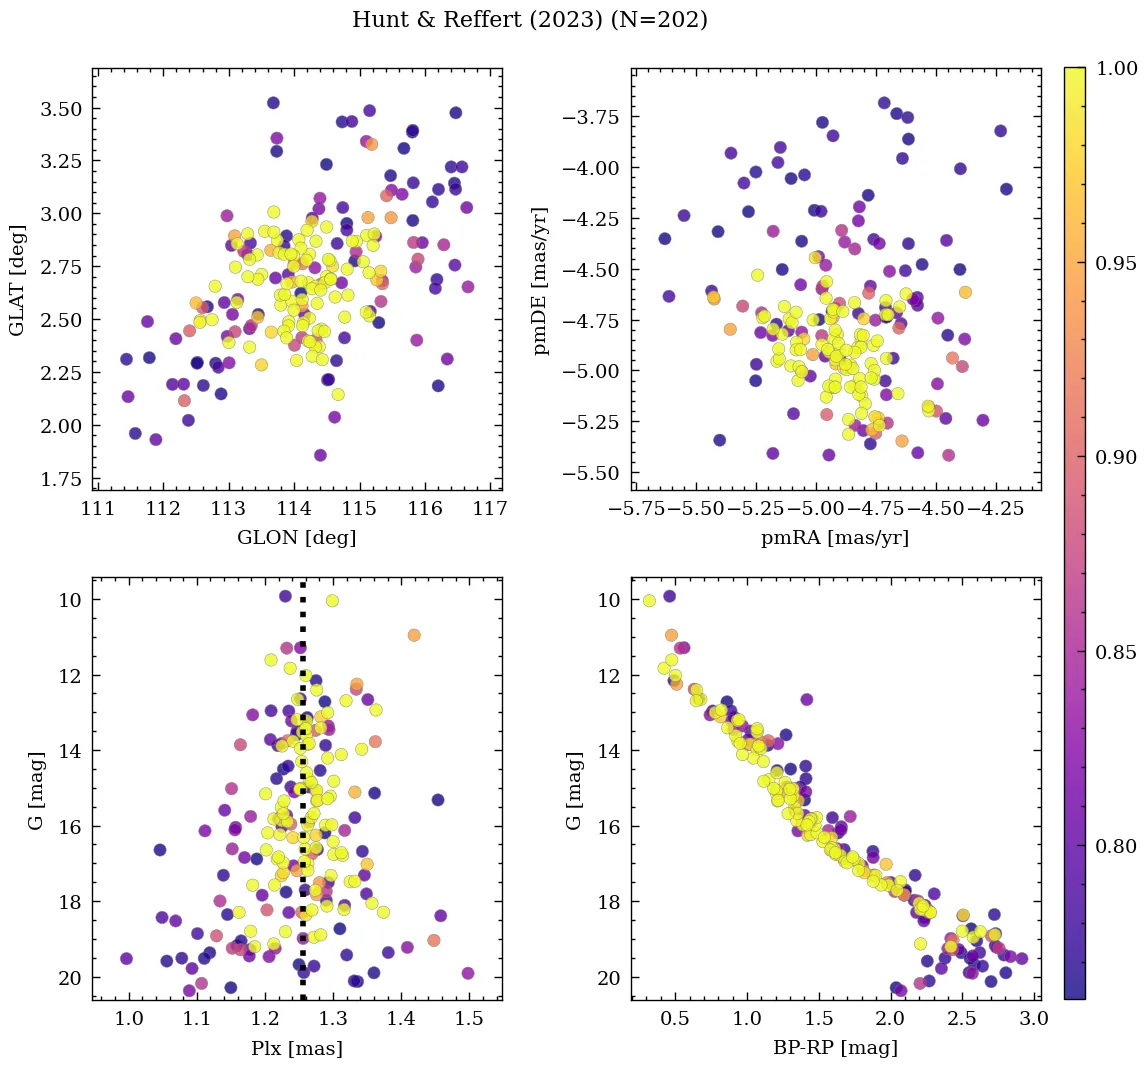 Hunt & Reffert (2023) (N=202)
3.50
3.25
3.00
2.75
2.50
2.25
2.00
1.75
GLAT [deg]
111 112 113 114 115 116 117
GLON [deg]
−3.75
−4.00
−4.25
−4.50
−4.75
−5.00
−5.25
−5.50
pmDE [mas/yr]
−5.75 −5.50 −5.25 −5.00 −4.75 −4.50 −4.25
pmRA [mas/yr]
1.00
0.95
0.90
0.85
0.80
10
12
14
16
18
20
G [mag]
1.0 1.1 1.2 1.3 1.4 1.5
Plx [mas]
10
12
14
16
18
20
G [mag]
0.5 1.0 1.5 2.0 2.5 3.0
BP-RP [mag]